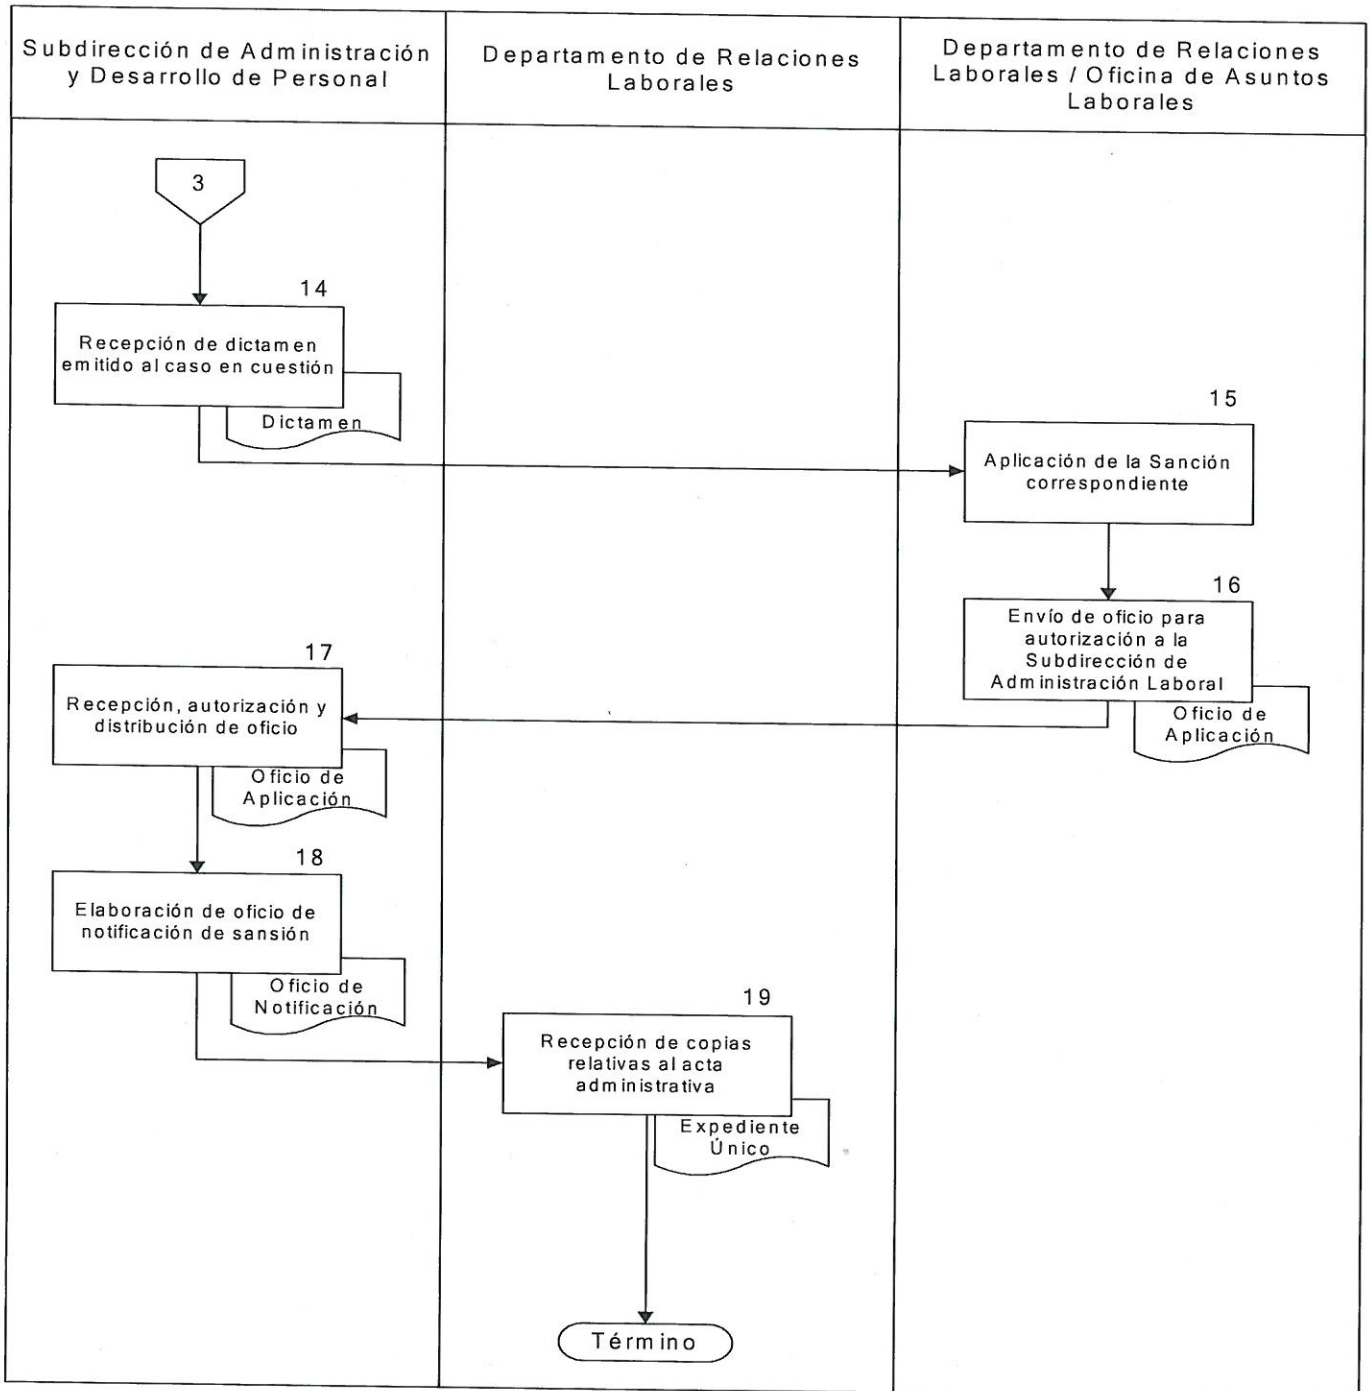 Subdirección de Administración
y Desarrollo de Personal
Departamento de Relaciones
Laborales
Departamento de Relaciones
Laborales / Oficina de Asuntos
Laborales
3
14
Recepción de dictamen
emitido al caso en cuestión
Dictamen
15
Aplicación de la Sanción
correspondiente
16
Envío de oficio para
autorización a la
Subdirección de
Administración Laboral
Oficio de
Aplicación
17
Recepción, autorización y
distribución de oficio
Oficio de
Aplicación
18
Elaboración de oficio de
notificación de sansión
Oficio de
Notificación
19
Recepción de copias
relativas al acta
administrativa
Expediente
Único
Término